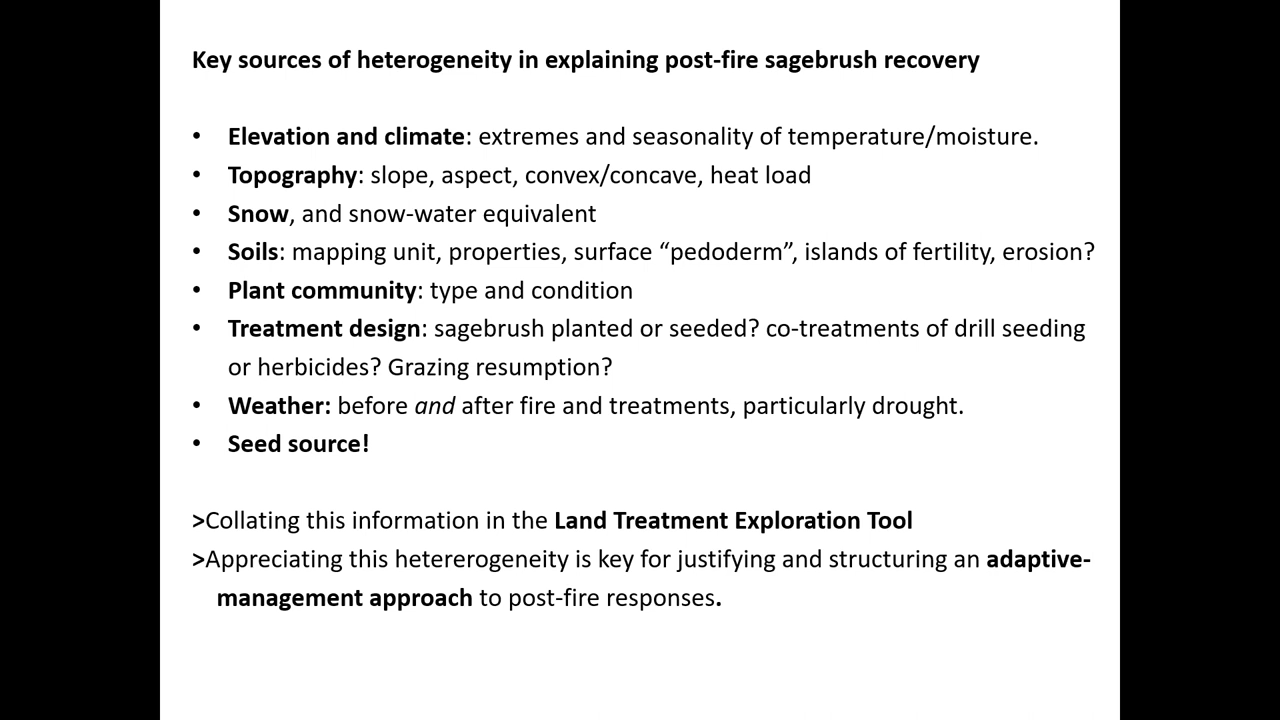 Key sources of heterogeneity in explaining post-fire sagebrush recovery
• Elevation and climate: extremes and seasonality of temperature/moisture.
• Topography: slope, aspect, convex/concave, heat load
• Snow, and snow-water equivalent
• Soils: mapping unit, properties, surface “pedoderm”, islands of fertility, erosion?
• Plant community: type and condition
• Treatment design: sagebrush planted or seeded? co-treatments of drill seeding
or herbicides? Grazing resumption?
• Weather: before and after fire and treatments, particularly drought.
• Seed source!
>Collating this information in the Land Treatment Exploration Tool
>Appreciating this hetererogeneity is key for justifying and structuring an adaptive-
management approach to post-fire responses.